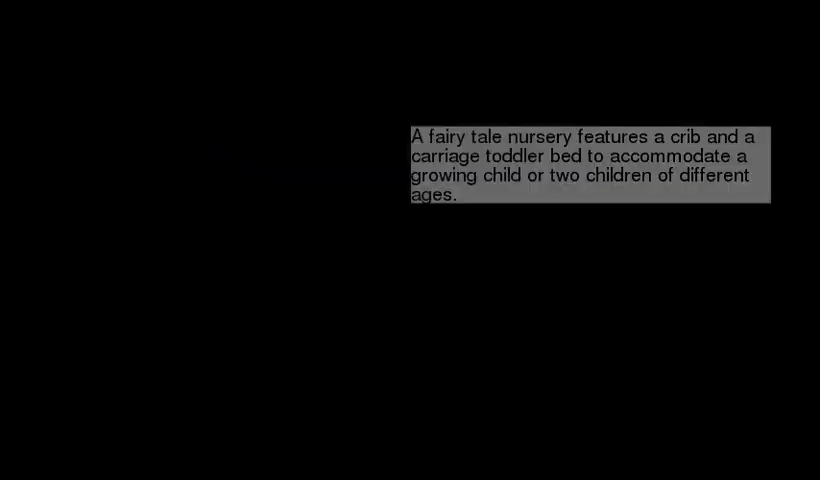 A fairy tale nursery features a crib and a
carriage toddler bed to accommodate a
growing child or two children of different
ages.